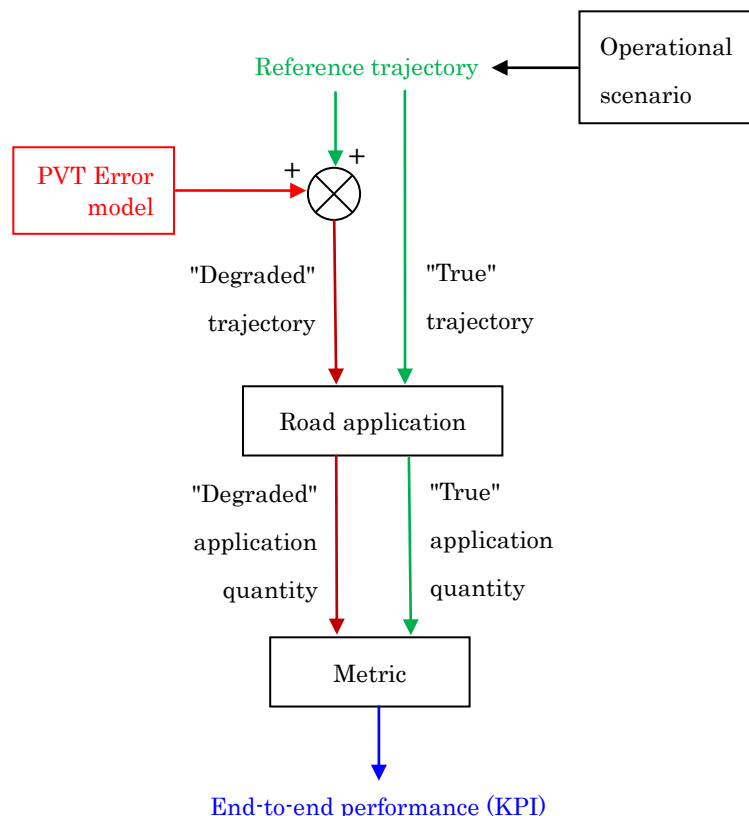 Operational
scenario
Reference trajectory
+
+
PVT Error
model
"Degraded"
trajectory
"True"
trajectory
Road application
"Degraded"
application
quantity
"True"
application
quantity
Metric
End-to-end performance (KPI)